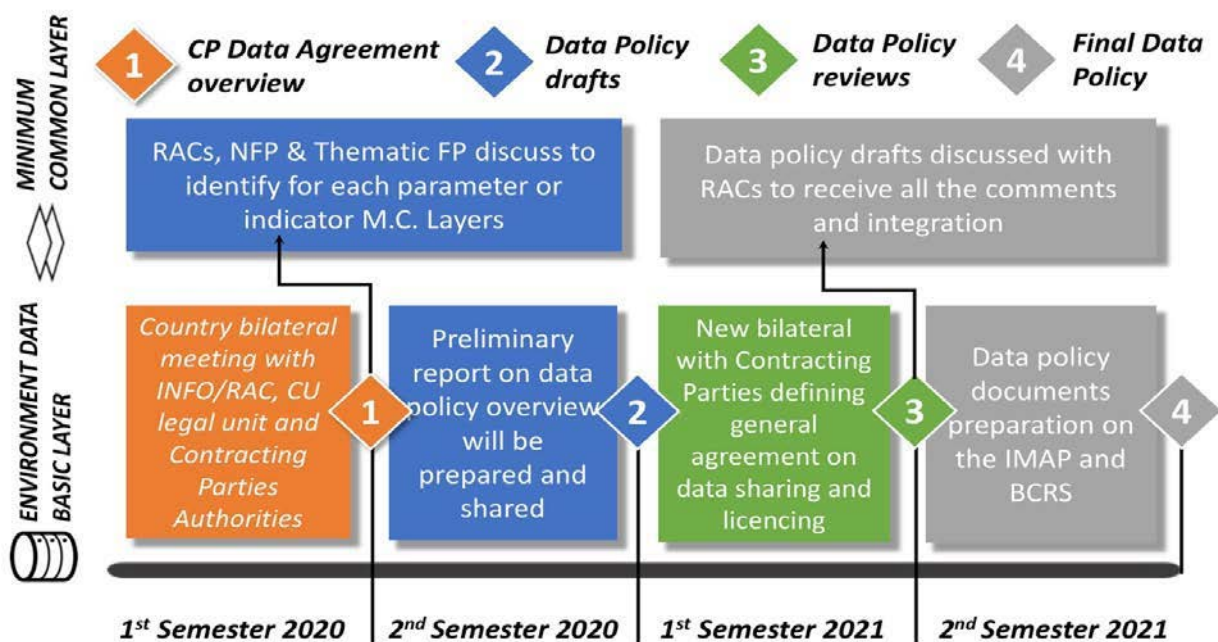 1
CP Data Agreement
overview
2
Data Policy
drafts
3
Data Policy
reviews
4
Final Data
Policy
MINIMUM
COMMON LAYER
RACs, NFP & Thematic FP discuss to
identify for each parameter or
indicator M.C. Layers
Data policy drafts discussed with
RACs to receive all the comments
and integration
ENVIRONMENT DATA
BASIC LAYER
Country bilateral
meeting with
INFO/RAC, CU
legal unit and
Contracting
Parties
Authorities
1
Preliminary
report on data
policy overview
will be
prepared and
shared
2
New bilateral
with Contracting
Parties defining
general
agreement on
data sharing and
licencing
3
Data policy
documents
preparation on
the IMAP and
BCRS
4
1st Semester 2020
2nd Semester 2020
1st Semester 2021
2nd Semester 2021